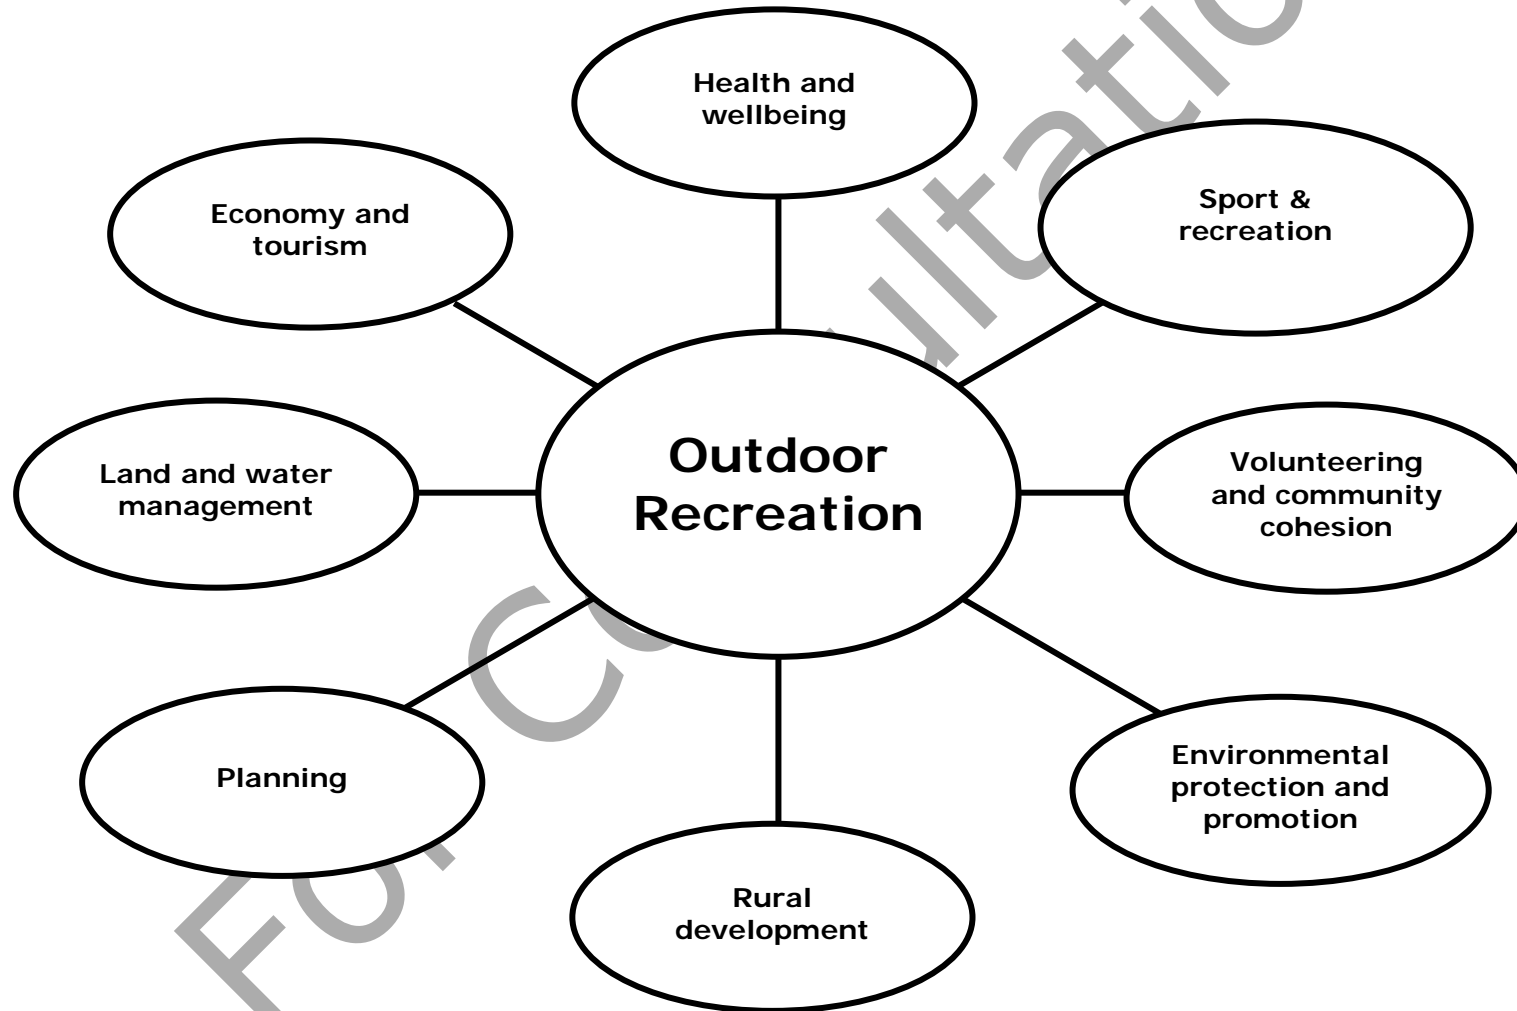 Health and
wellbeing
Economy and
tourism
Sport &
recreation
Outdoor
Recreation
Land and water
management
Volunteering
and community
cohesion
Planning
Environmental
protection and
promotion
Rural
development
For